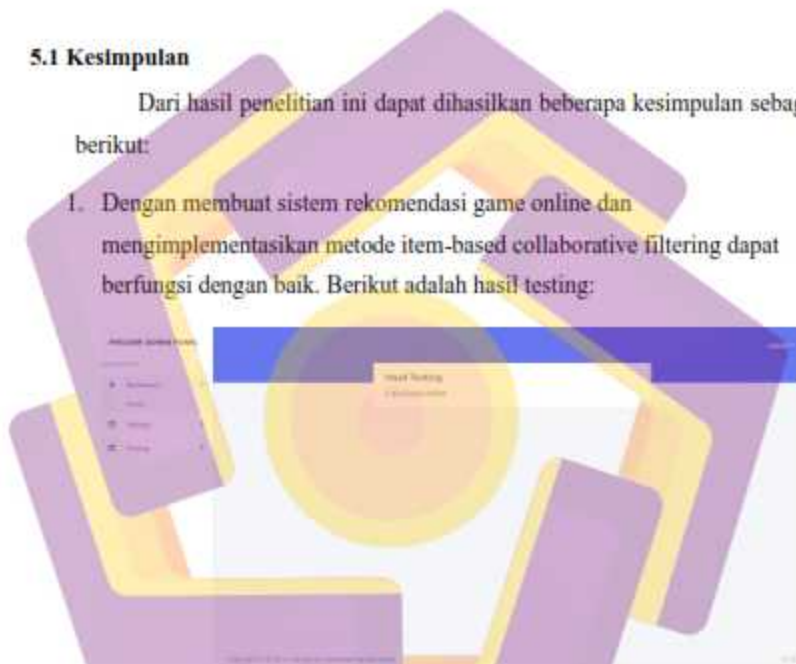 5.1 Kesimpulan
Dari hasil penelitian ini dapat dihasilkan beberapa kesimpulan sebag
berikut:
1. Dengan membuat sistem rekomendasi game online dan
mengimplementasikan metode item-based collaborative filtering dapat
berfungsi dengan baik. Berikut adalah hasil testing:
Hasil Testing